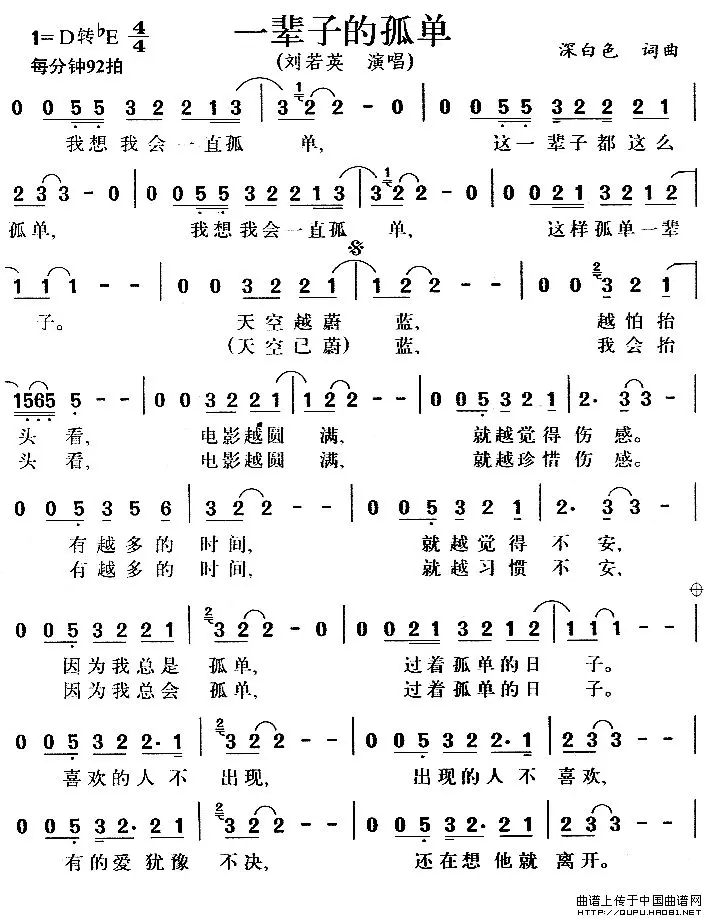 一辈子的孤单
1=D转♭E 4/4
(刘若英 演唱)
深白色 词曲
每分钟92拍
0 0 5 5 3 2 2 2 1 3 | 3 1 2 2 - 0 | 0 0 5 5 3 2 2 2 2 1 |
我想我会一直孤 单, 这一辈子都这么
2 3 3 - 0 | 0 0 5 5 3 2 2 2 1 3 | 3 1 2 2 - 0 | 0 0 2 2 1 3 2 1 2 |
孤单, 我想我会一直孤 单, 这样孤单一辈
1 1 1 - - | 0 0 3 2 2 1 | 1 2 2 - - | 0 0 2 3 2 1 |
子。 天空越蔚 蓝, 越怕抬
(天空已蔚) 蓝, 我会抬
1565 5 - - | 0 0 3 2 2 1 | 1 2 2 - - | 0 0 5 3 2 1 | 2· 3 3 - |
头看, 电影越圆 满, 就越觉得伤感。
头看, 电影越圆 满, 就越珍惜伤感。
0 0 5 3 5 6 | 3 2 2 - - | 0 0 5 3 2 1 | 2· 3 3 - |
有越多的 时间, 就越觉得 不安,
有越多的 时间, 就越习惯 不安,
0 0 5 3 2 2 1 | 2 3 2 2 - 0 | 0 0 2 1 3 2 1 2 | 1 1 1 - - |
因为我总是 孤单, 过着孤单的日 子。
因为我总会 孤单, 过着孤单的日 子。
0 0 5 3 2 2· 1 | 2 3 2 2 - - | 0 0 5 3 2 2· 1 | 2 3 3 - - |
喜欢的人不 出现, 出现的人不 喜欢,
0 0 5 3 2· 2 1 | 2 3 2 2 - - | 0 0 5 3 2 2· 1 | 2 3 3 - - |
有的爱犹豫 不决, 还在想他就 离开。
曲谱上传于中国曲谱网
http://QUPU.HAO81.NET